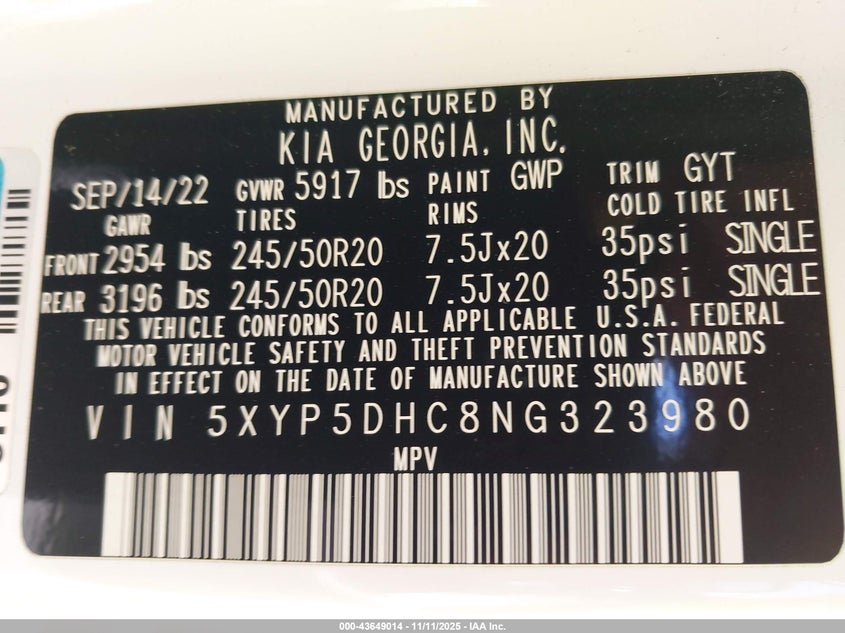 MANUFACTURED BY
KIA GEORGIA, INC.
SEP/14/22 GVWR 5917 lbs PAINT GWP TRIM GYT
GAWR TIRES RIMS COLD TIRE INFL
FRONT 2954 lbs 245/50R20 7.5Jx20 35psi SINGLE
REAR 3196 lbs 245/50R20 7.5Jx20 35psi SINGLE
THIS VEHICLE CONFORMS TO ALL APPLICABLE U.S.A. FEDERAL
MOTOR VEHICLE SAFETY AND THEFT PREVENTION STANDARDS
IN EFFECT ON THE DATE OF MANUFACTURE SHOWN ABOVE
VIN 5XYP5DHC8NG323980
MPV
000-43649014 - 11/11/2025 - IAA Inc.